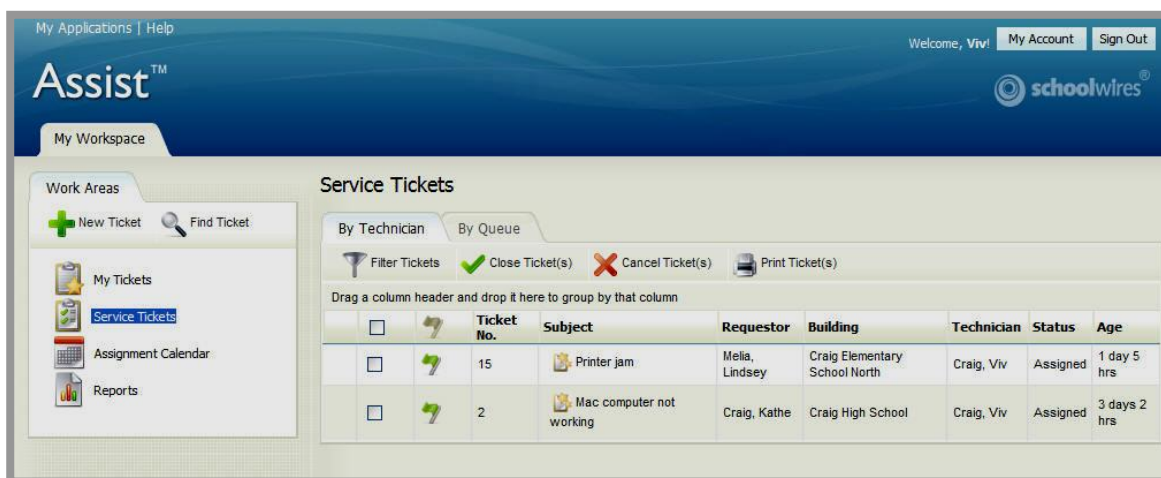 My Applications | Help
Welcome, Viv! My Account Sign Out
Assist™
schoolwires®
My Workspace
Work Areas
New Ticket Find Ticket
My Tickets
Service Tickets
Assignment Calendar
Reports
Service Tickets
By Technician By Queue
Filter Tickets Close Ticket(s) Cancel Ticket(s) Print Ticket(s)
Drag a column header and drop it here to group by that column
Ticket No. Subject Requestor Building Technician Status Age
15 Printer jam Melia, Lindsey Craig Elementary School North Craig, Viv Assigned 1 day 5 hrs
2 Mac computer not working Craig, Kathe Craig High School Craig, Viv Assigned 3 days 2 hrs